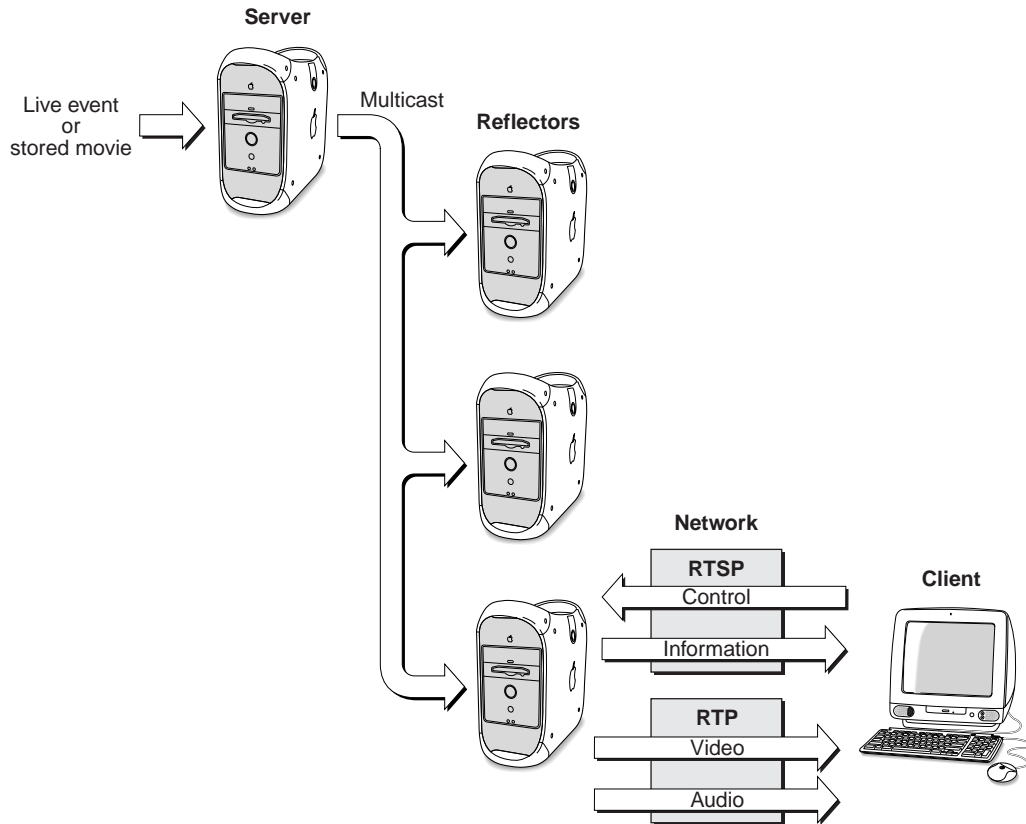 Server
Live event
or
stored movie
Multicast
Reflectors
Network
RTSP
Control
Information
Client
RTP
Video
Audio